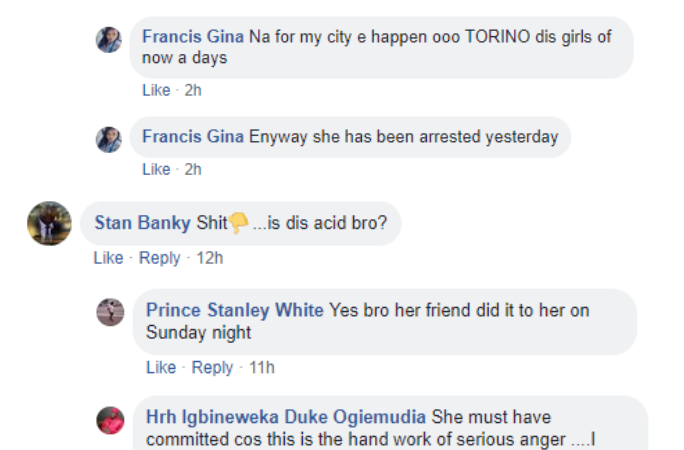 Francis Gina Na for my city e happen ooo TORINO dis girls of
now a days
Like · 2h
Francis Gina Enyway she has been arrested yesterday
Like · 2h
Stan Banky Shit👇...is dis acid bro?
Like · Reply · 12h
Prince Stanley White Yes bro her friend did it to her on
Sunday night
Like · Reply · 11h
Hrh Igbineweka Duke Ogiemudia She must have
committed cos this is the hand work of serious anger ....I